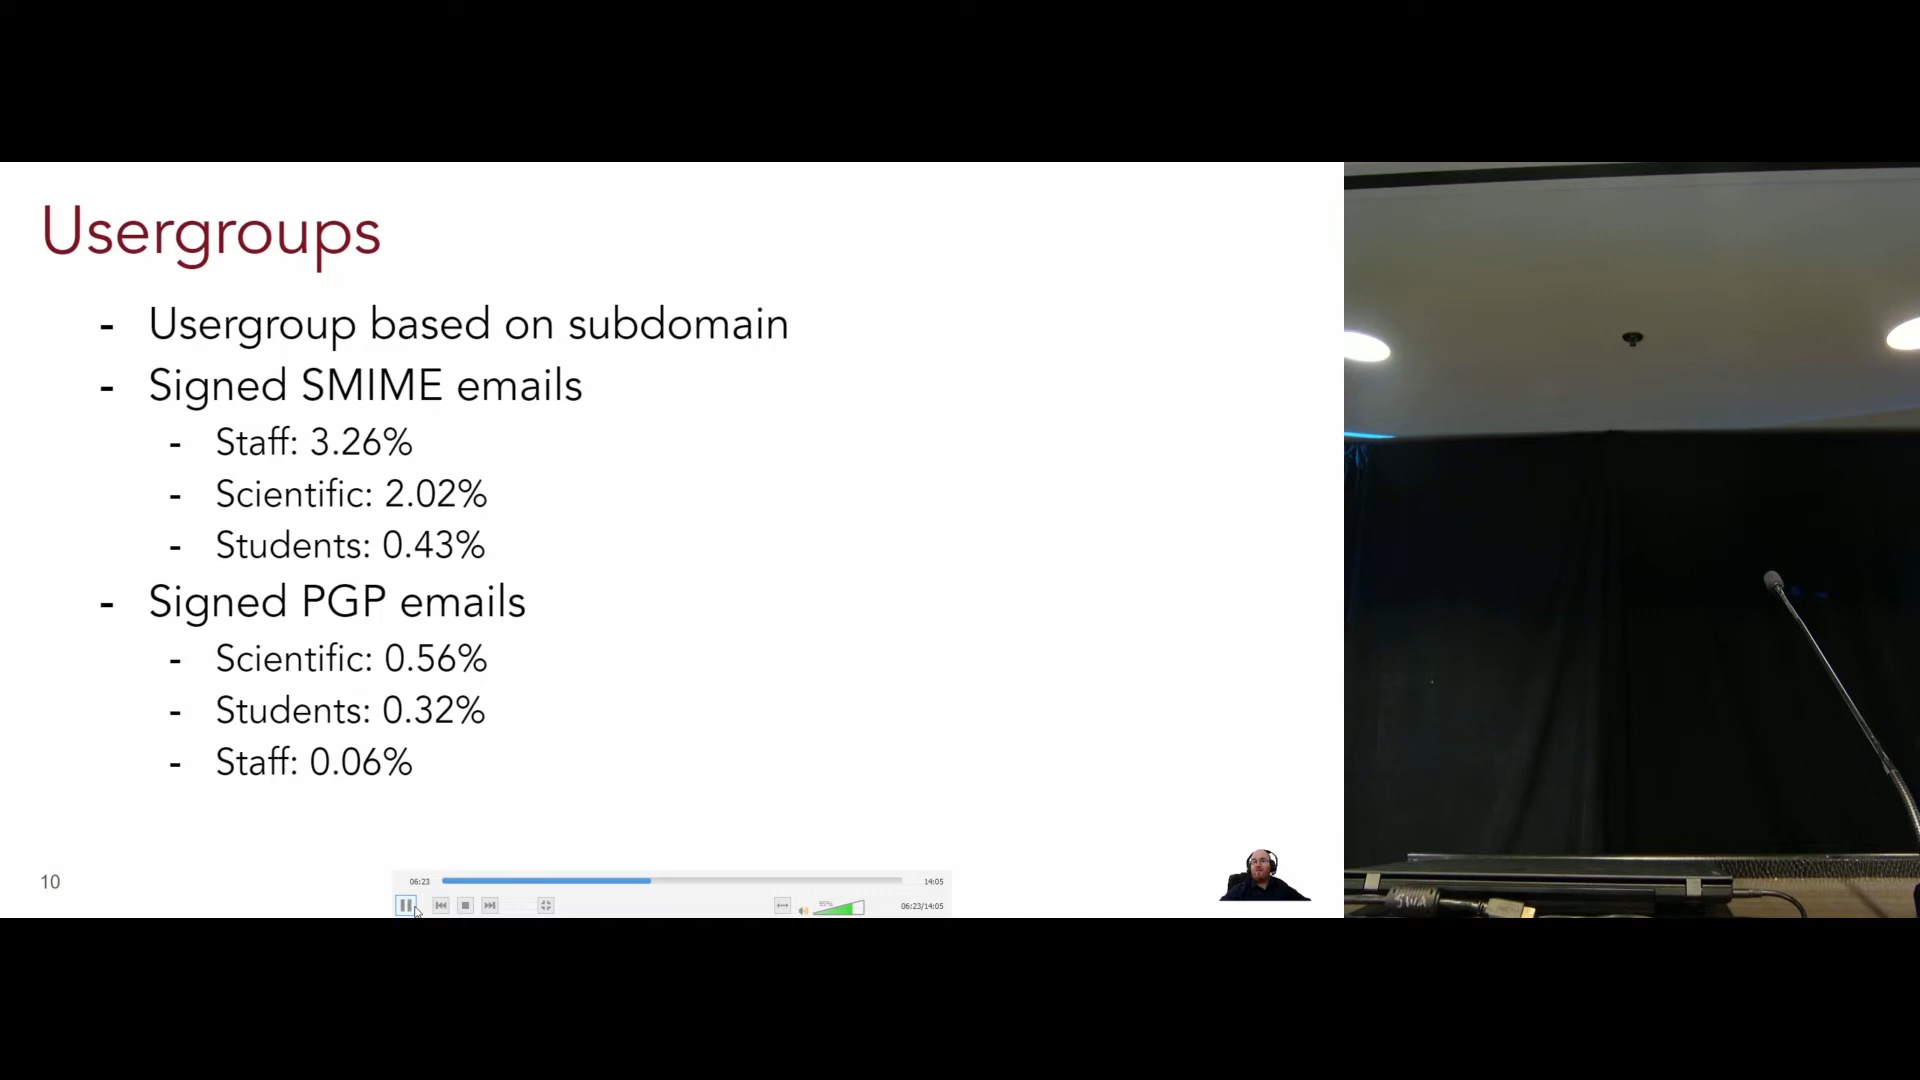 Usergroups
- Usergroup based on subdomain
- Signed SMIME emails
- Staff: 3.26%
- Scientific: 2.02%
- Students: 0.43%
- Signed PGP emails
- Scientific: 0.56%
- Students: 0.32%
- Staff: 0.06%
10
06:23
14:05
95%
06:23/14:05
SWA